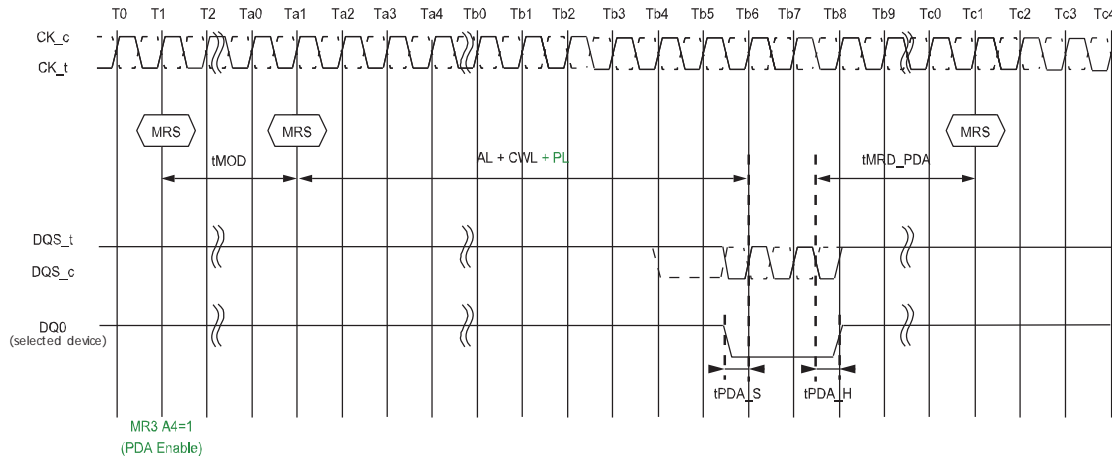 T0 T1 T2 Ta0 Ta1 Ta2 Ta3 Ta4 Tb0 Tb1 Tb2 Tb3 Tb4 Tb5 Tb6 Tb7 Tb8 Tb9 Tc0 Tc1 Tc2 Tc3 Tc4
CK_c
CK_t
MRS MRS MRS
tMOD AL + CWL + PL tMRD_PDA
DQS_t
DQS_c
DQ0
(selected device)
tPDA_S tPDA_H
MR3 A4=1
(PDA Enable)